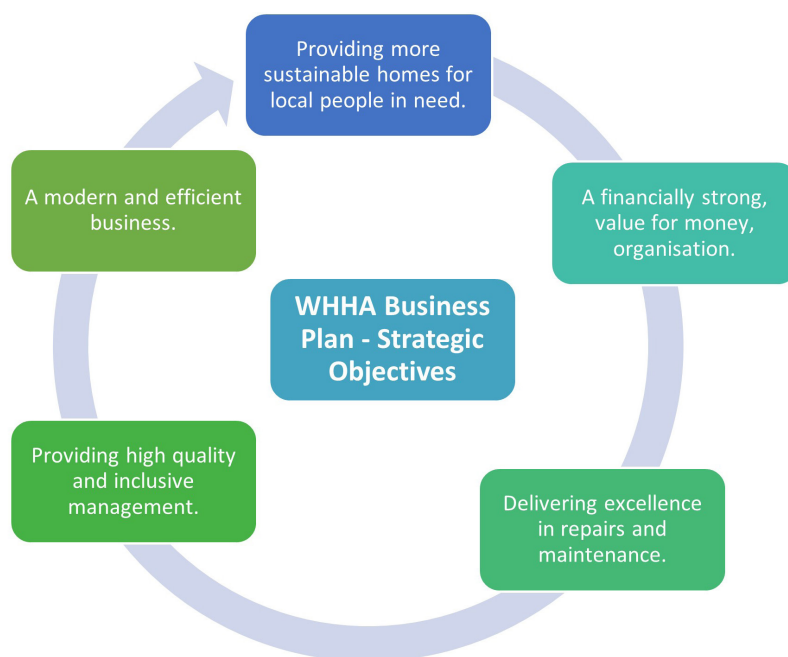 Providing more
sustainable homes for
local people in need.
A modern and efficient
business.
A financially strong,
value for money,
organisation.
WHHA Business
Plan - Strategic
Objectives
Providing high quality
and inclusive
management.
Delivering excellence
in repairs and
maintenance.